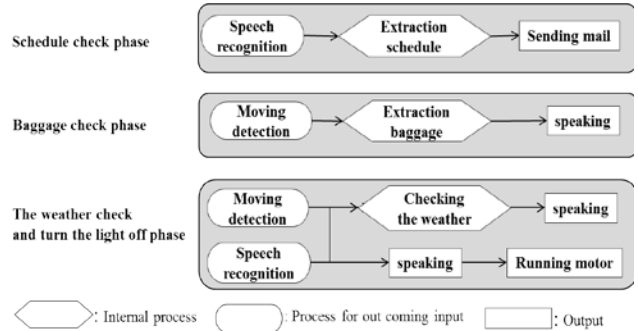 Schedule check phase
Speech
recognition
Extraction
schedule
Sending mail
Baggage check phase
Moving
detection
Extraction
baggage
speaking
The weather check
and turn the light off phase
Moving
detection
Checking
the weather
speaking
Speech
recognition
speaking
Running motor
: Internal process
: Process for out coming input
: Output